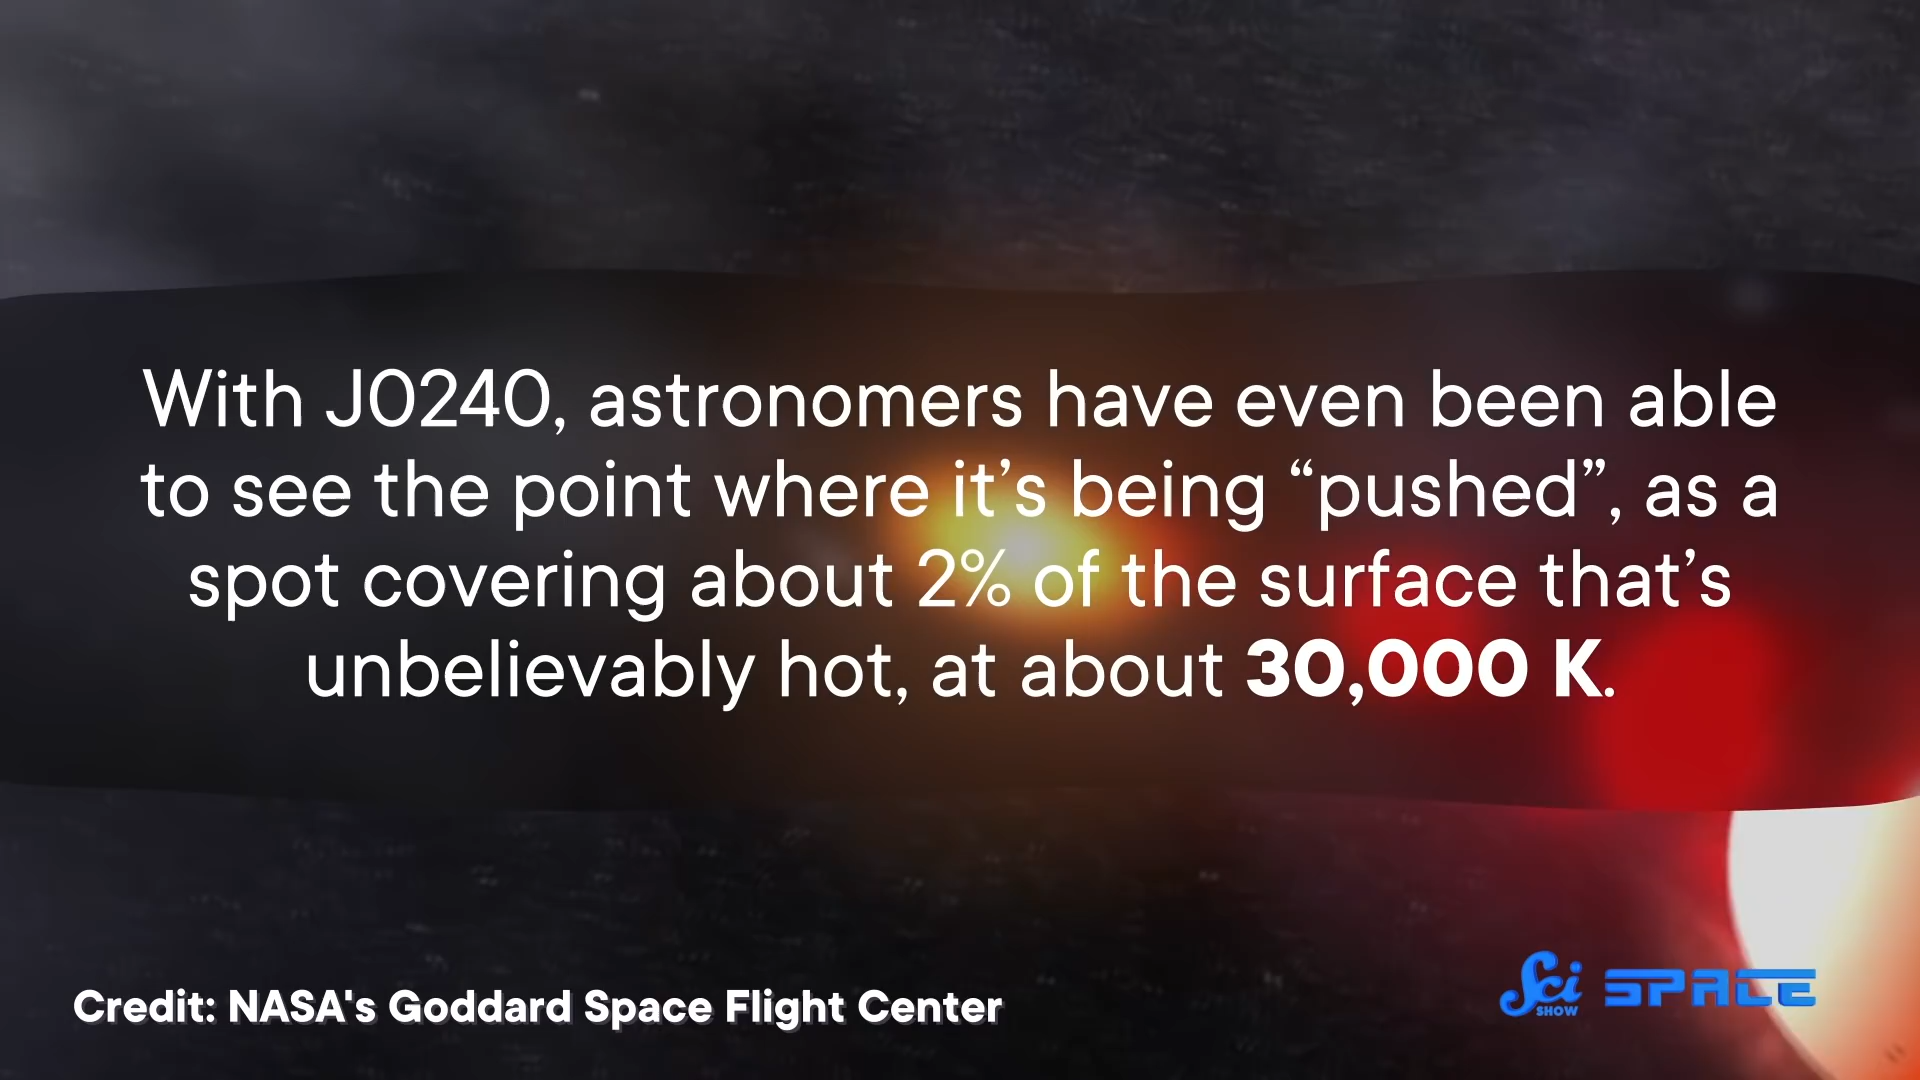 With J0240, astronomers have even been able
to see the point where it’s being “pushed”, as a
spot covering about 2% of the surface that’s
unbelievably hot, at about 30,000 K.
Credit: NASA's Goddard Space Flight Center
Sci SHOW SPACE